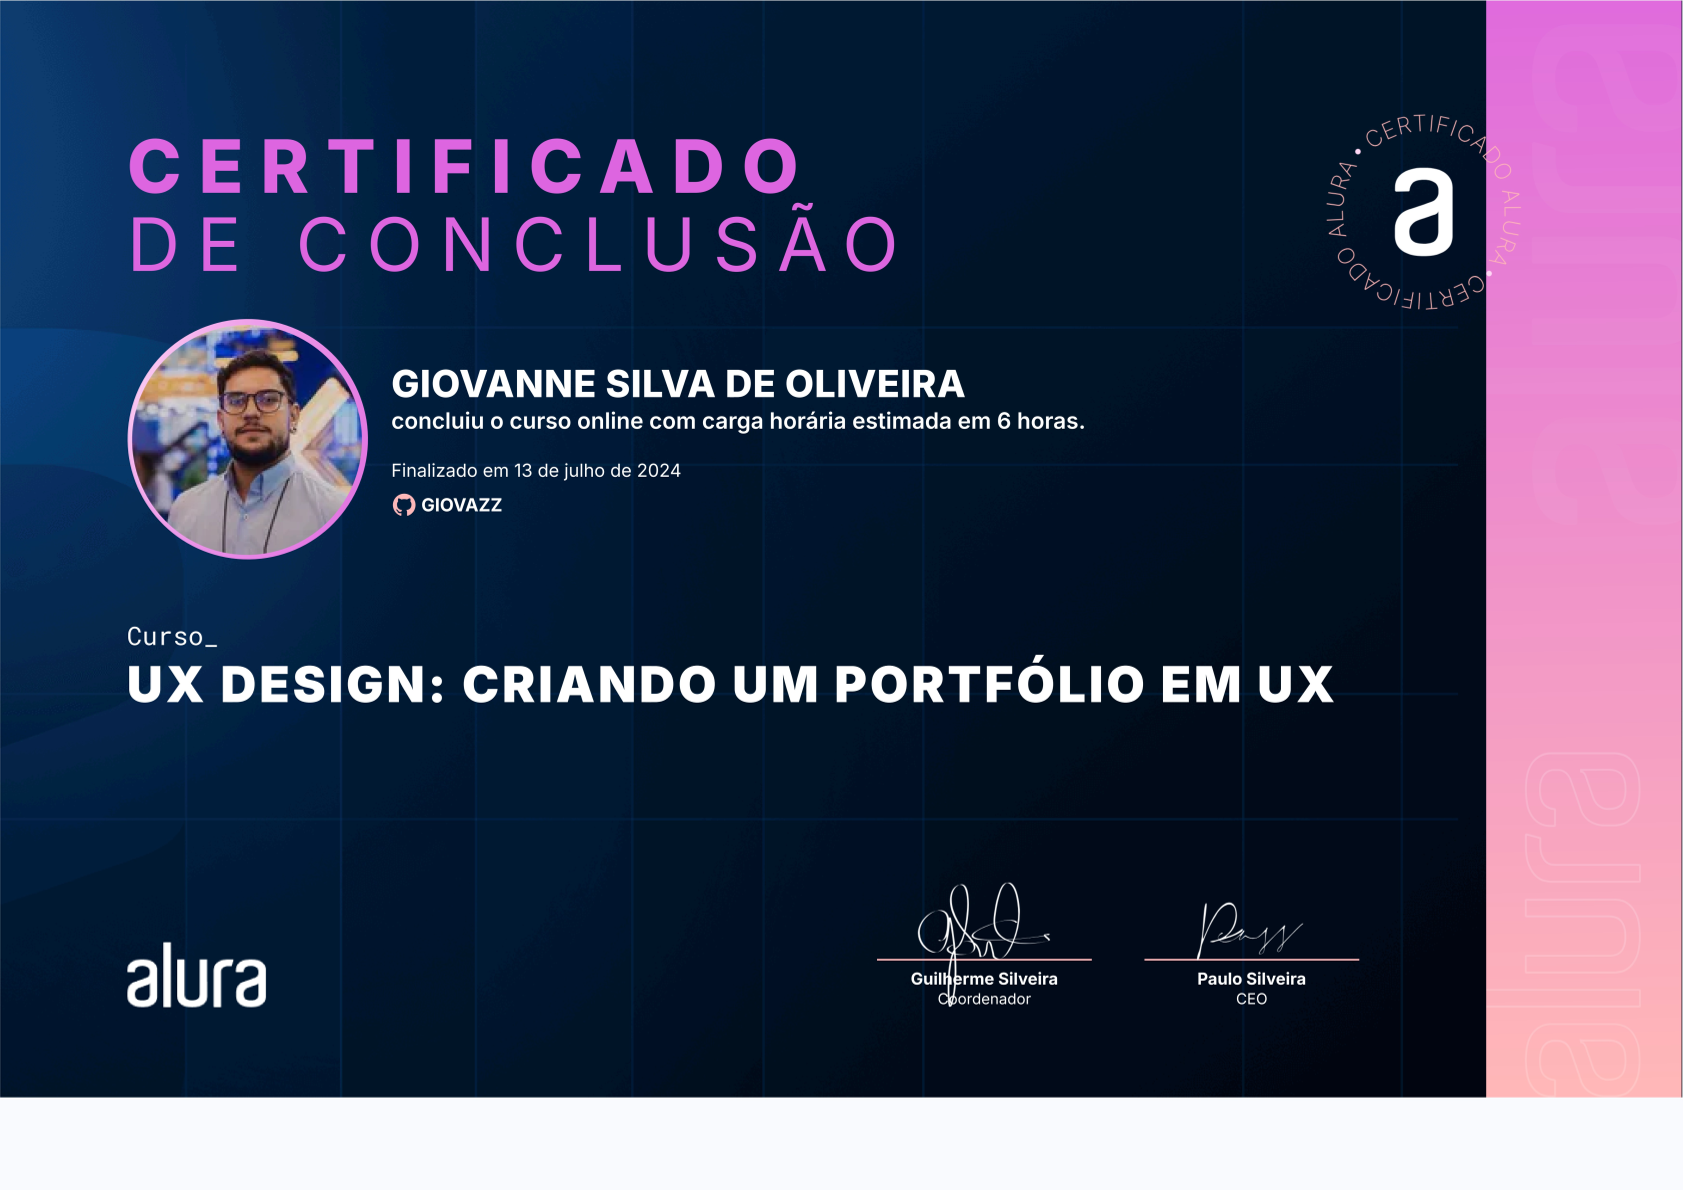 CERTIFICADO
DE CONCLUSÃO
CERTIFICADO ALURA • CERTIFICADO ALURA •
a
GIOVANNE SILVA DE OLIVEIRA
concluiu o curso online com carga horária estimada em 6 horas.
Finalizado em 13 de julho de 2024
GIOVAZZ
Curso_
UX DESIGN: CRIANDO UM PORTFÓLIO EM UX
alura
Guilherme Silveira
Coordenador
Paulo Silveira
CEO
alura
alura